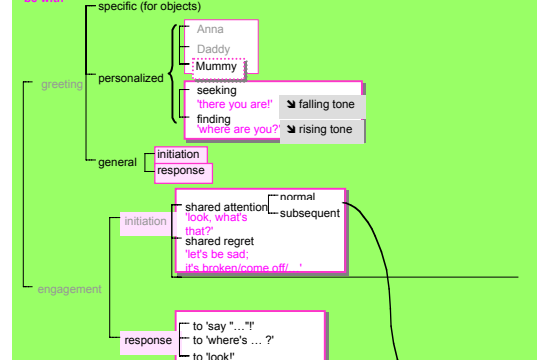 be with
specific (for objects)
Anna
Daddy
Mummy
greeting
personalized
seeking
'there you are!' ➘ falling tone
finding
'where are you?' ➘ rising tone
general
initiation
response
normal
shared attention
subsequent
initiation
'look, what's
that?'
shared regret
'let's be sad;
it's broken/come off/…'
engagement
response
to 'say "…"!'
to 'where's … ?'
to 'look!'